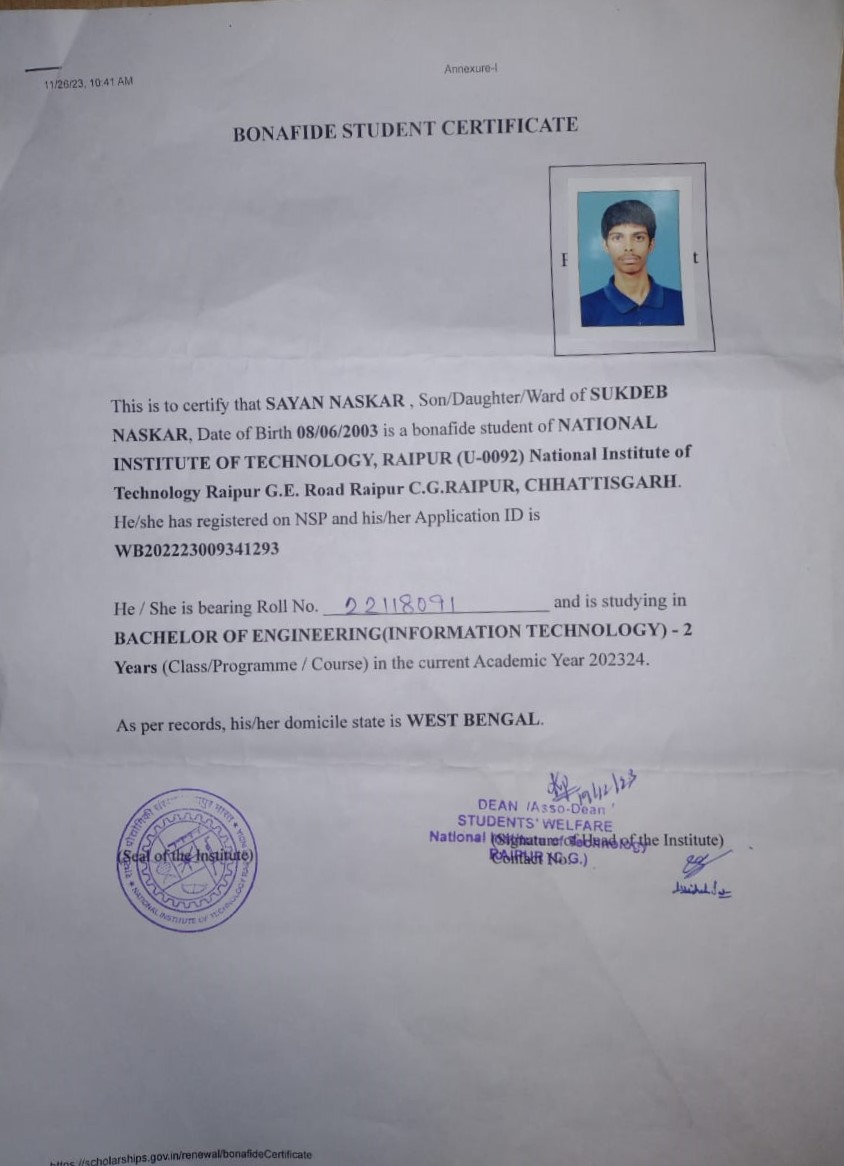 Annexure-I
11/26/23, 10:41 AM
BONAFIDE STUDENT CERTIFICATE
This is to certify that SAYAN NASKAR , Son/Daughter/Ward of SUKDEB
NASKAR, Date of Birth 08/06/2003 is a bonafide student of NATIONAL
INSTITUTE OF TECHNOLOGY, RAIPUR (U-0092) National Institute of
Technology Raipur G.E. Road Raipur C.G.RAIPUR, CHHATTISGARH.
He/she has registered on NSP and his/her Application ID is
WB202223009341293
He / She is bearing Roll No. 22118091 and is studying in
BACHELOR OF ENGINEERING(INFORMATION TECHNOLOGY) - 2
Years (Class/Programme / Course) in the current Academic Year 202324.
As per records, his/her domicile state is WEST BENGAL.
19/12/23
DEAN /Asso-Dean
STUDENTS' WELFARE
National Institute of Technology
RAIPUR (C.G.)
(Signature of Head of the Institute)
Contact No.
(Seal of the Institute)
NATIONAL INSTITUTE OF TECHNOLOGY
https://scholarships.gov.in/renewal/bonafideCertificate